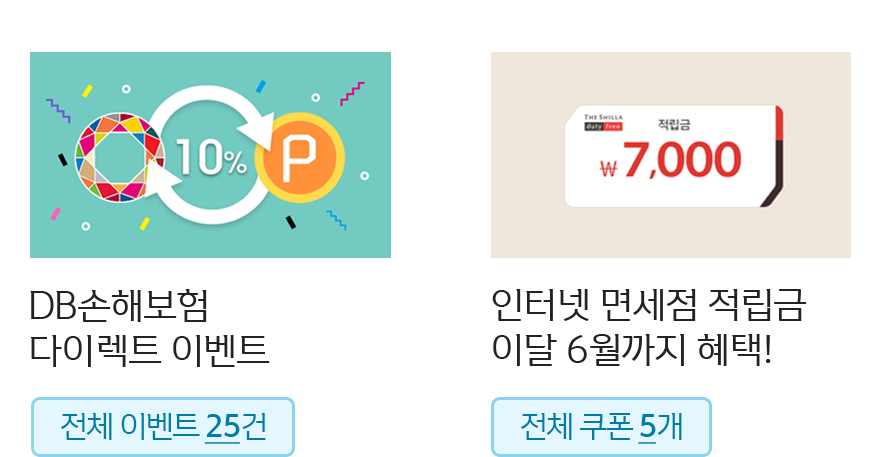 10%
P
DB손해보험
다이렉트 이벤트
전체 이벤트 25건
THE SHILLA
duty free
적립금
₩7,000
인터넷 면세점 적립금
이달 6월까지 혜택!
전체 쿠폰 5개